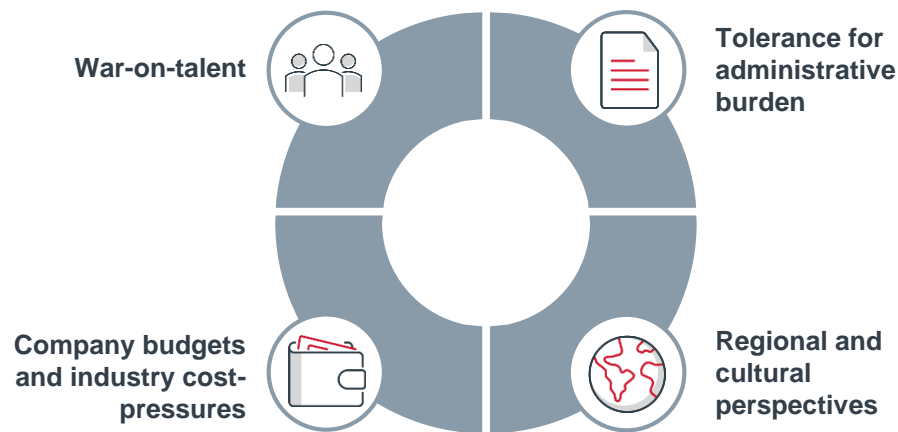 War-on-talent
Tolerance for
administrative
burden
Company budgets
and industry cost-
pressures
Regional and
cultural
perspectives